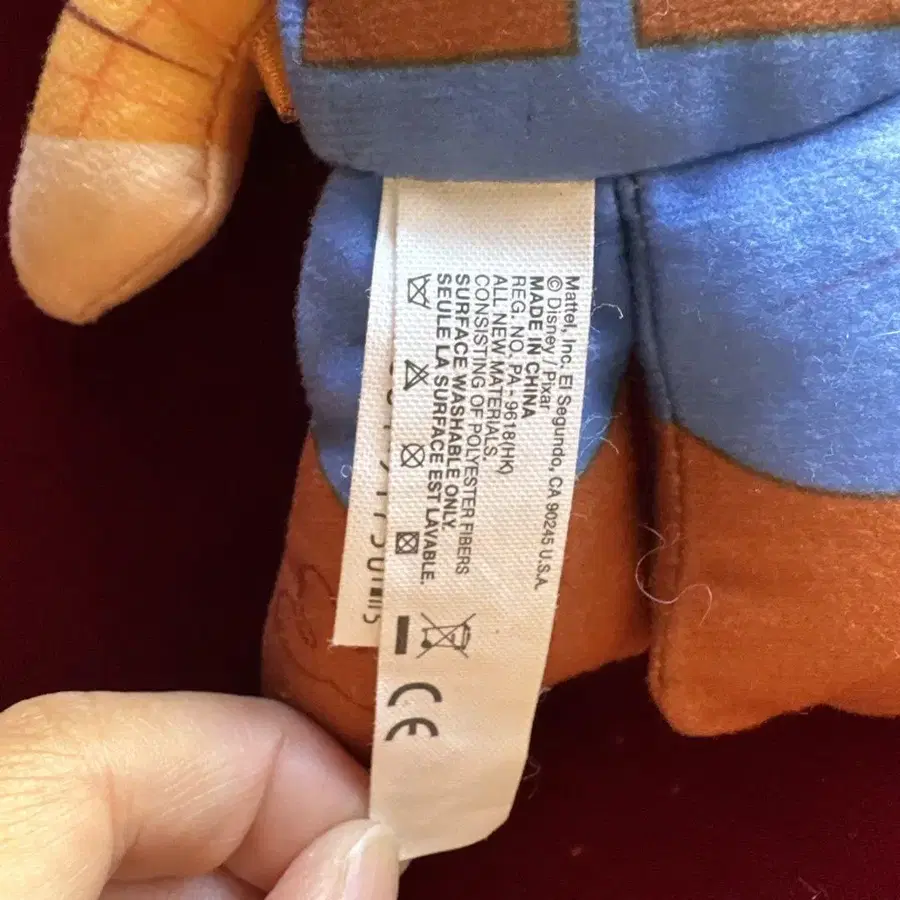 Mattel, Inc. El Segundo, CA 90245 U.S.A.
© Disney / Pixar
MADE IN CHINA
REG. NO. PA - 9618(HK)
ALL NEW MATERIALS.
CONSISTING OF POLYESTER FIBERS
SURFACE WASHABLE ONLY.
SEULE LA SURFACE EST LAVABLE.
CE